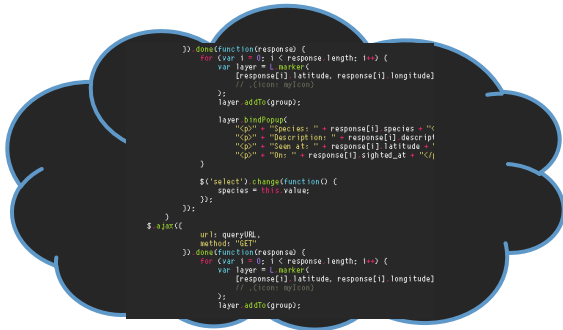 }).done(function(response) {
for (var i = 0; i < response.length; i++) {
var layer = L.marker(
[response[i].latitude, response[i].longitude]
// ,{icon: myIcon}
);
layer.addTo(group);
layer.bindPopup(
"<p>" + "Species: " + response[i].species + "<
"<p>" + "Description: " + response[i].descript
"<p>" + "Seen at: " + response[i].latitude + "
"<p>" + "On: " + response[i].sighted_at + "</p
)
$('select').change(function() {
species = this.value;
});
});
}
$.ajax({
url: queryURL,
method: "GET"
}).done(function(response) {
for (var i = 0; i < response.length; i++) {
var layer = L.marker(
[response[i].latitude, response[i].longitude]
// ,{icon: myIcon}
);
layer.addTo(group);